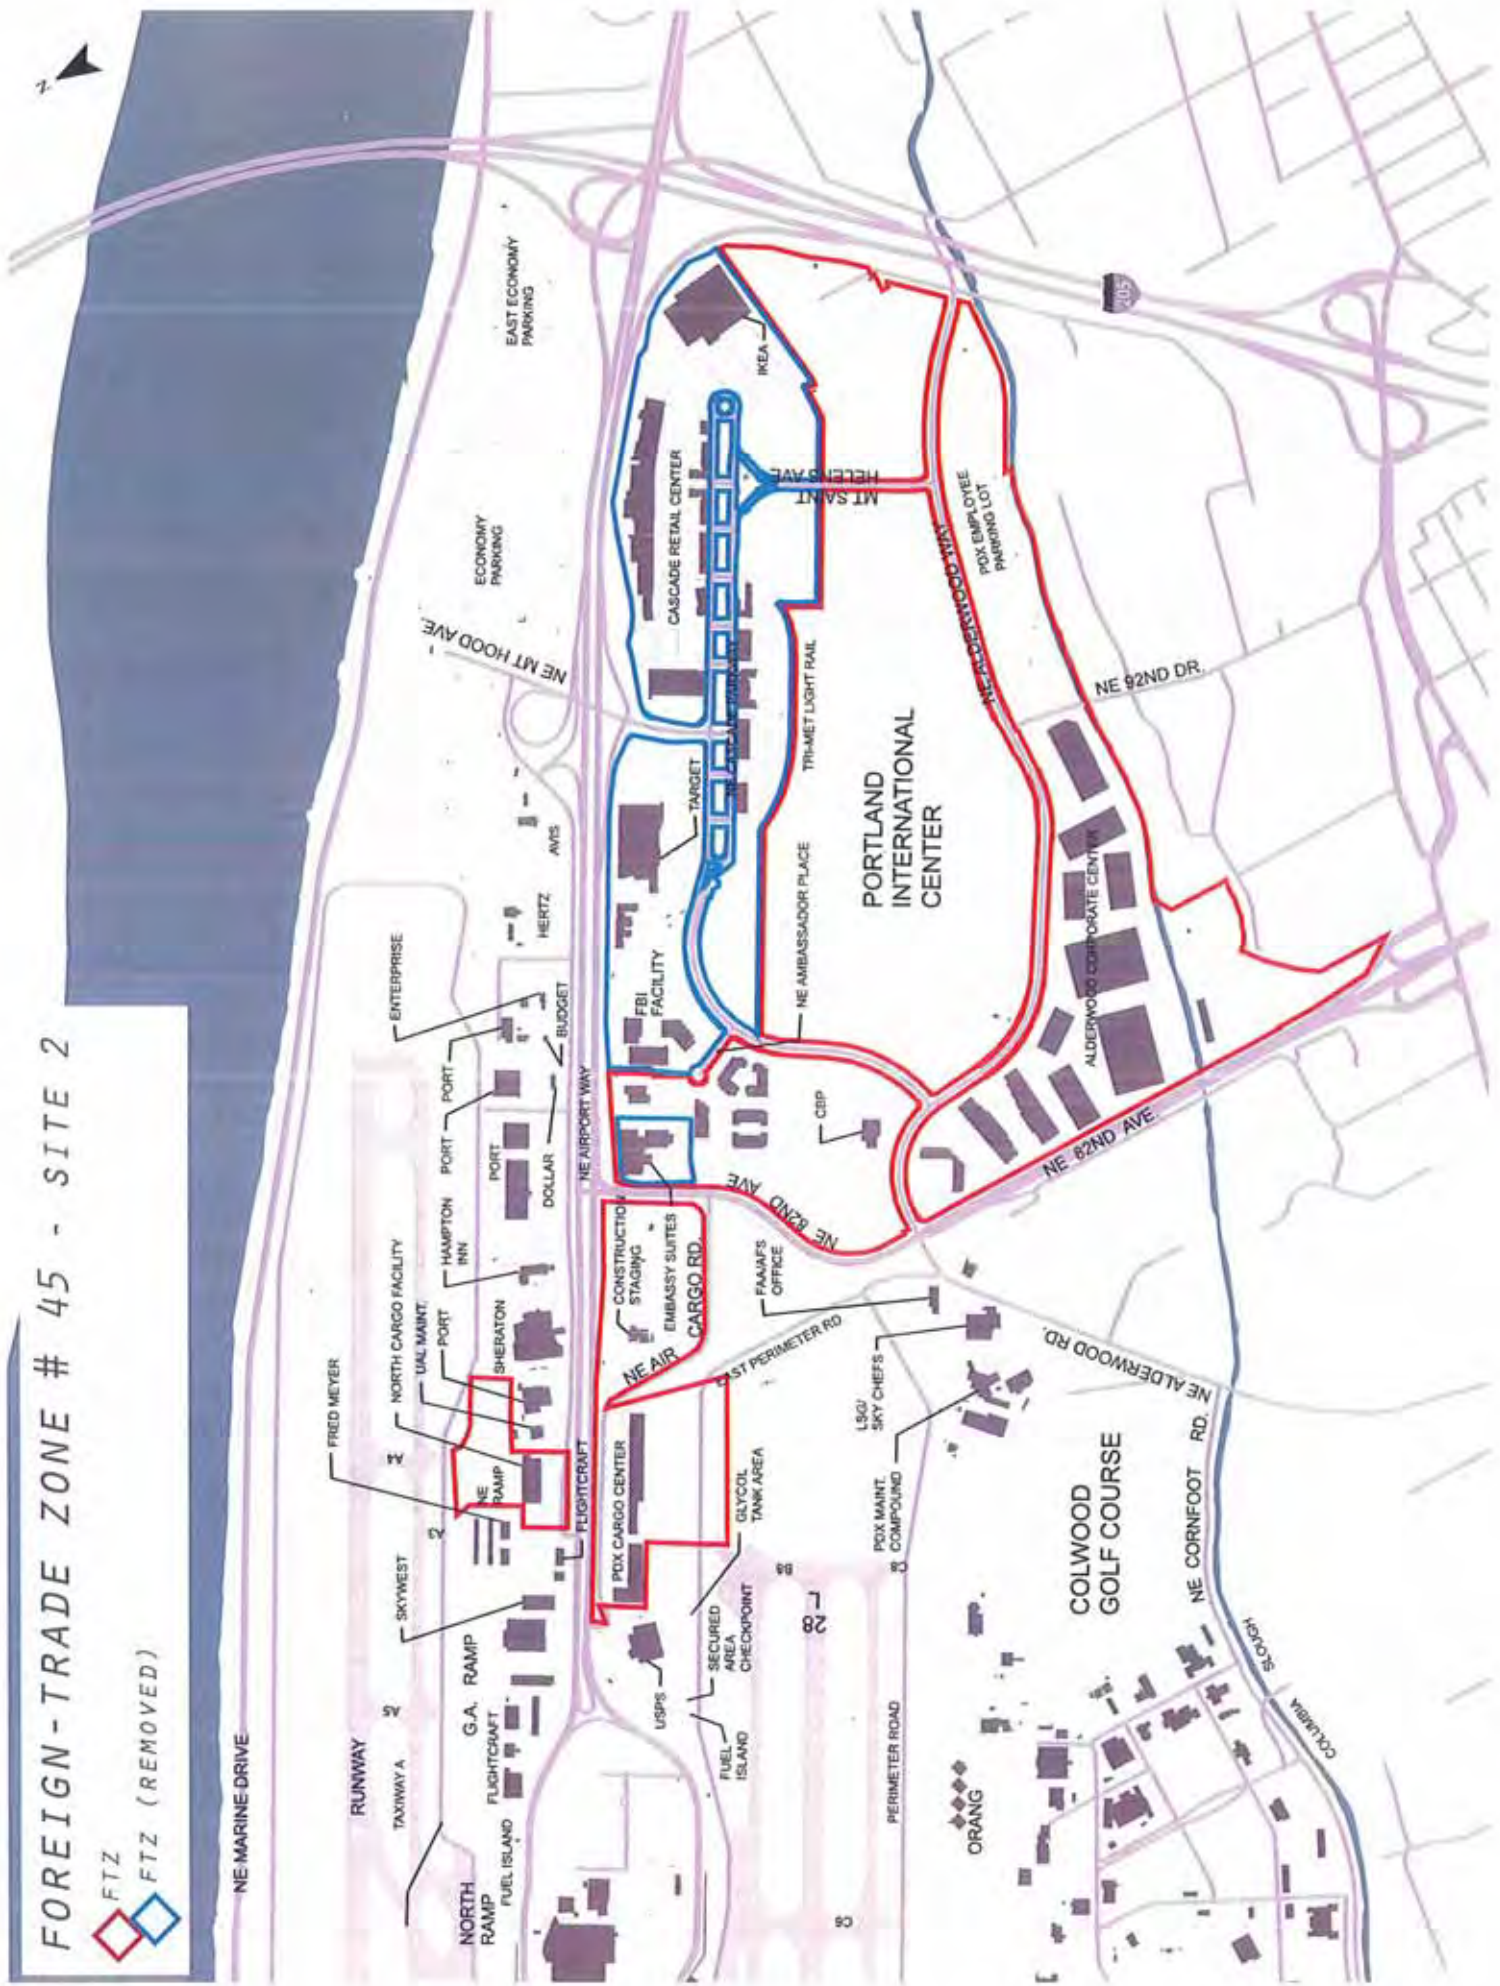 FOREIGN-TRADE ZONE # 45 - SITE 2
FTZ
FTZ (REMOVED)
N
NE MARINE DRIVE
RUNWAY
TAXIWAY A
A5
A4
A3
NORTH
RAMP
FUEL ISLAND
FLIGHTCRAFT
G.A. RAMP
SKYWEST
FRED MEYER
NORTH CARGO FACILITY
UAL MAINT.
PORT
HAMPTON
INN
PORT
PORT
ENTERPRISE
NE
RAMP
SHERATON
PORT
DOLLAR
BUDGET
HERTZ
AVIS
NE MT HOOD AVE.
ECONOMY
PARKING
EAST ECONOMY
PARKING
FLIGHTCRAFT
NE AIRPORT WAY
PDX CARGO CENTER
CONSTRUCTION
STAGING
EMBASSY SUITES
NE AIR
CARGO RD.
FBI
FACILITY
TARGET
CASCADE RETAIL CENTER
IKEA
MT SAINT
HELENS AVE
USPS
FUEL
ISLAND
SECURED
AREA
CHECKPOINT
GLYCOL
TANK AREA
EAST PERIMETER RD
FAA/AFS
OFFICE
NE 82ND AVE
CBP
NE AMBASSADOR PLACE
TRI-MET LIGHT RAIL
PORTLAND
INTERNATIONAL
CENTER
NE ALDERWOOD WAY
PDX EMPLOYEE
PARKING LOT
205
28
L
B8
C6
C8
PERIMETER ROAD
PDX MAINT.
COMPOUND
LSG/
SKY CHEFS
NE ALDERWOOD RD.
NE 82ND AVE.
ALDERWOOD CORPORATE CENTER
NE 92ND DR.
ORANG
COLWOOD
GOLF COURSE
NE CORNFOOT RD.
COLUMBIA
SLOUGH